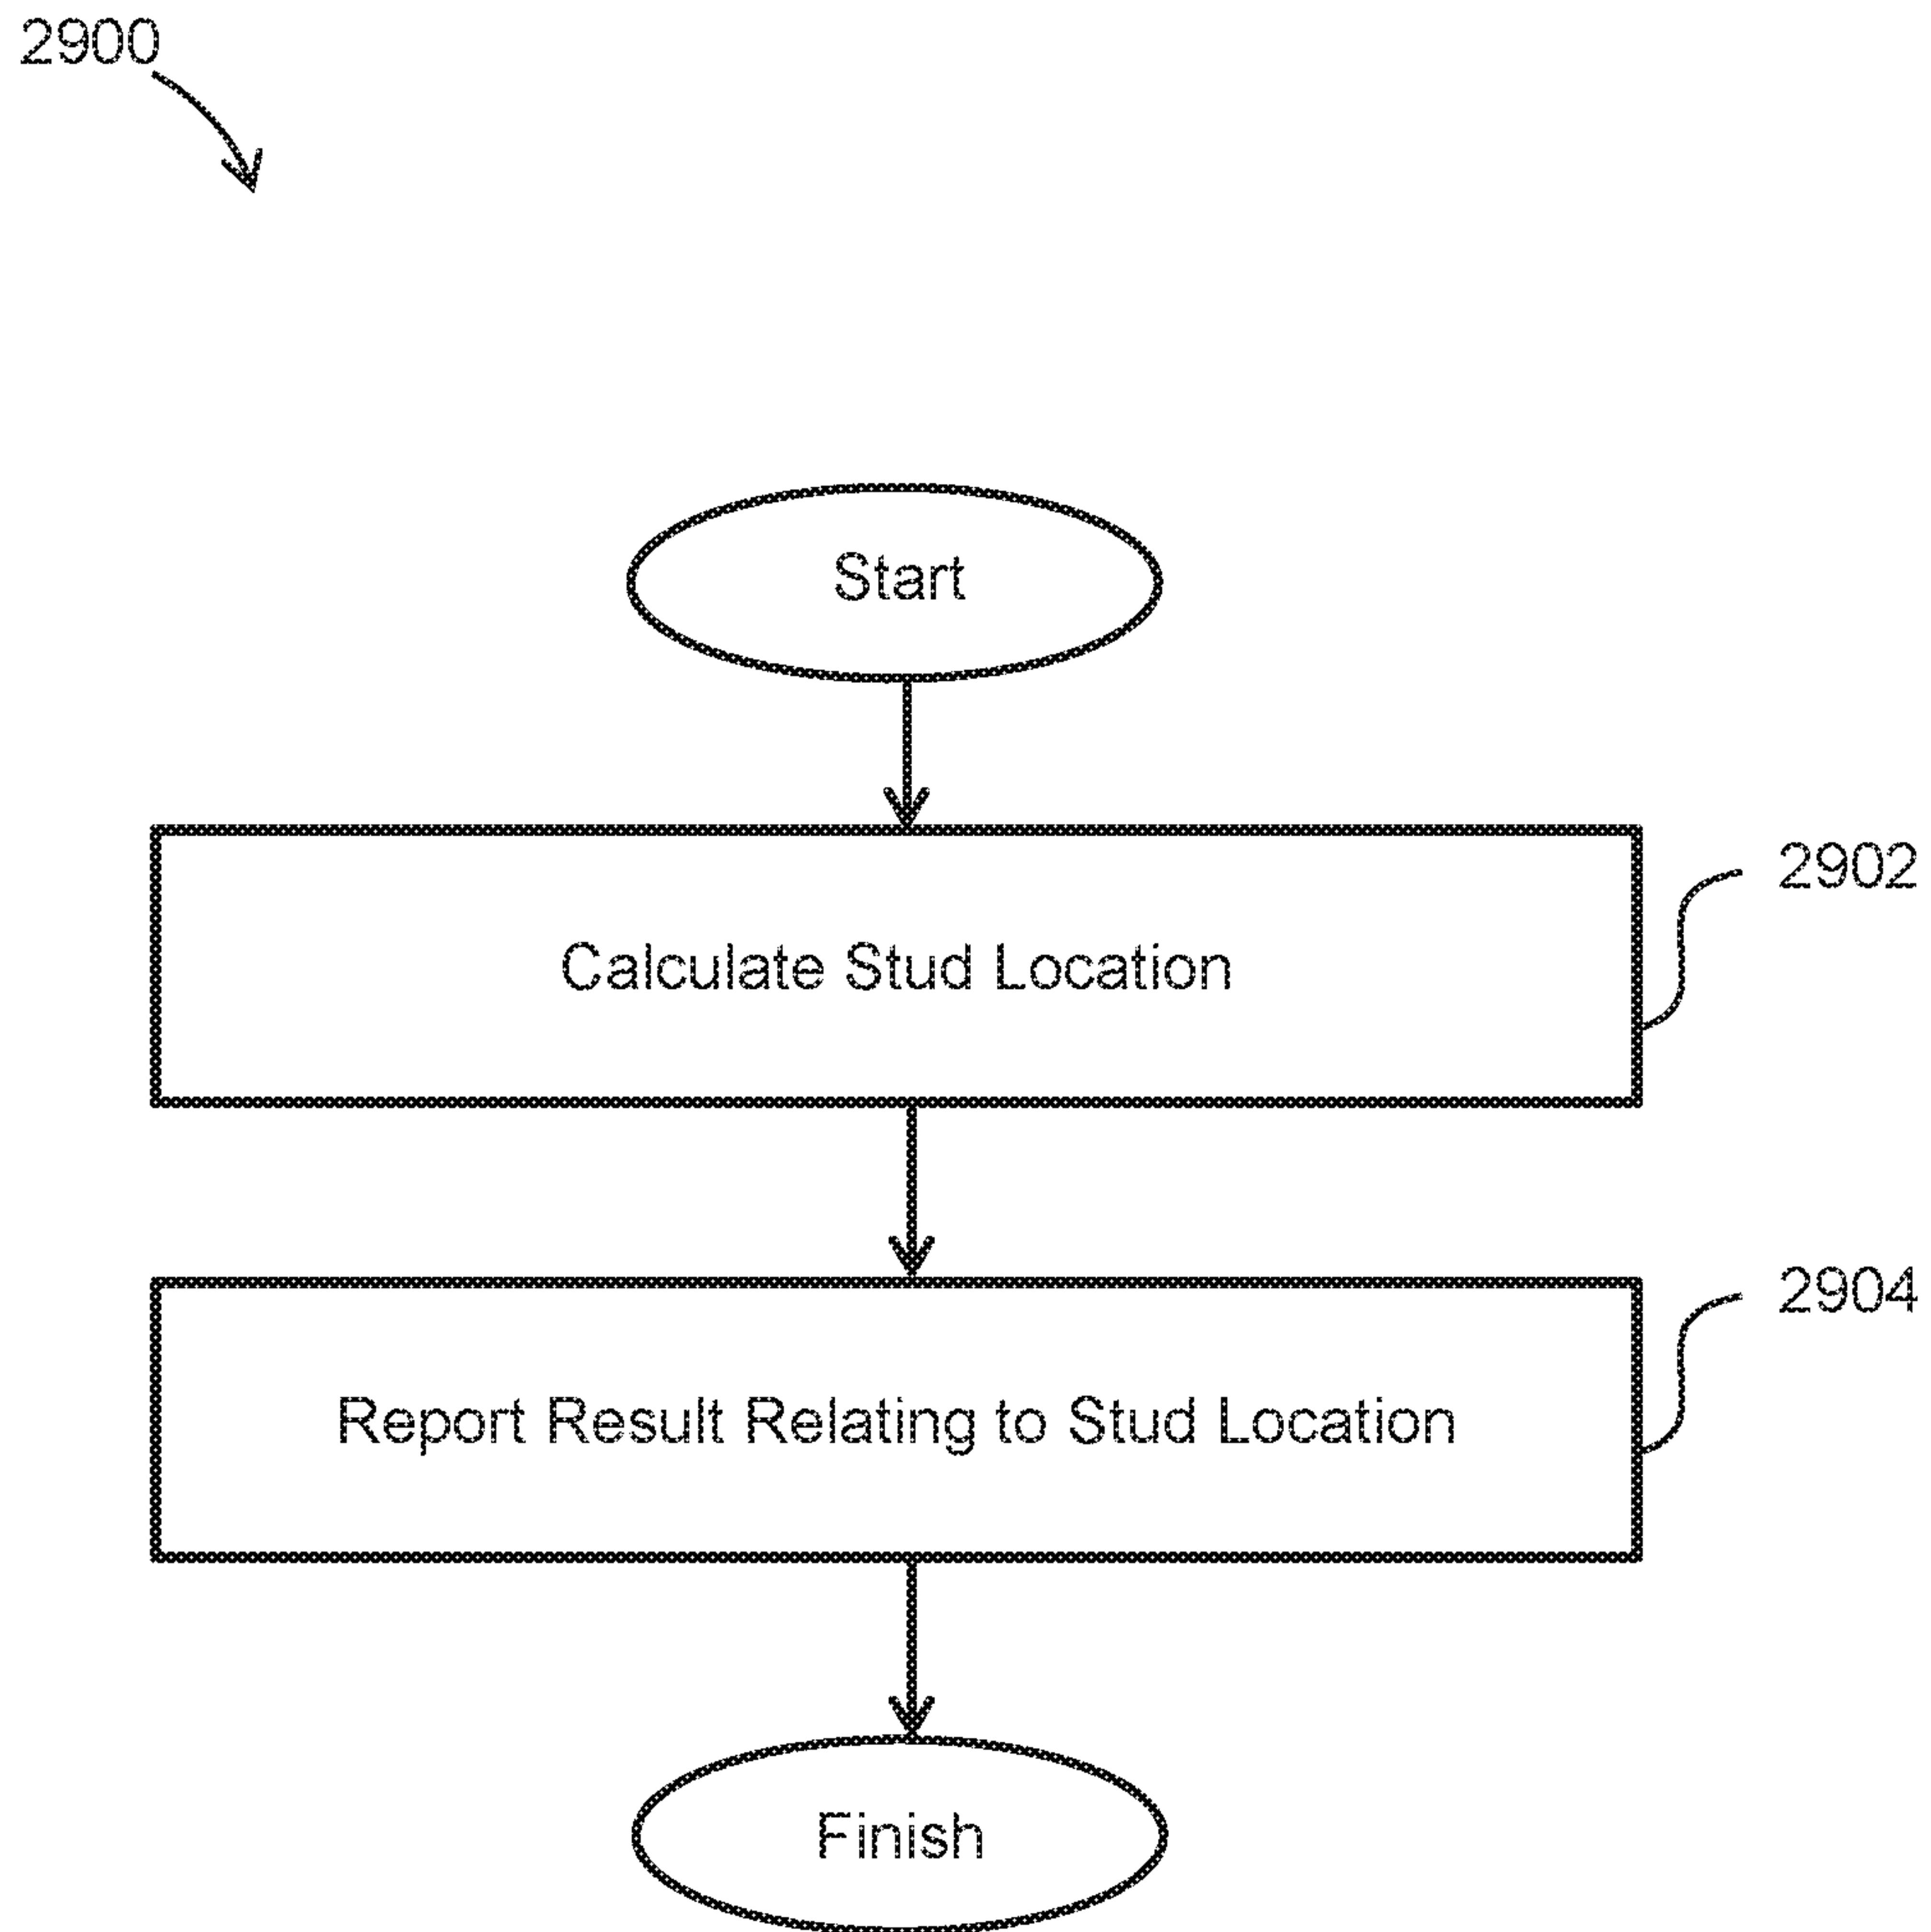 2900
Start
2902
Calculate Stud Location
2904
Report Result Relating to Stud Location
Finish